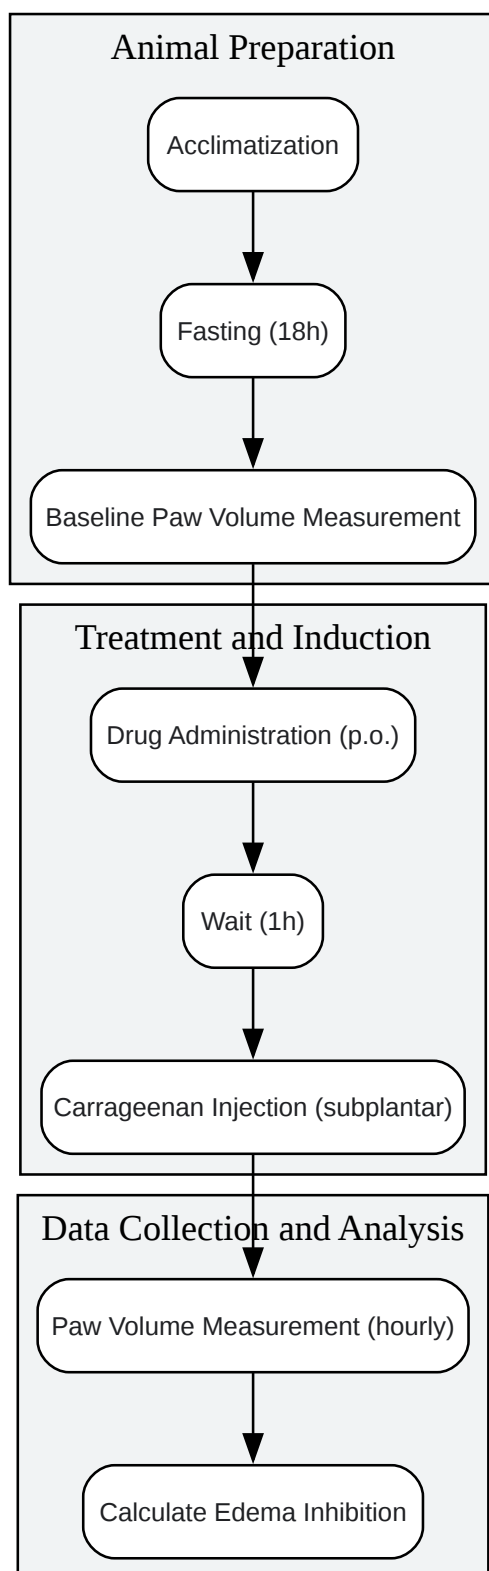 Animal Preparation
Acclimatization
Fasting (18h)
Baseline Paw Volume Measurement
Treatment and Induction
Drug Administration (p.o.)
Wait (1h)
Carrageenan Injection (subplantar)
Data Collection and Analysis
Paw Volume Measurement (hourly)
Calculate Edema Inhibition